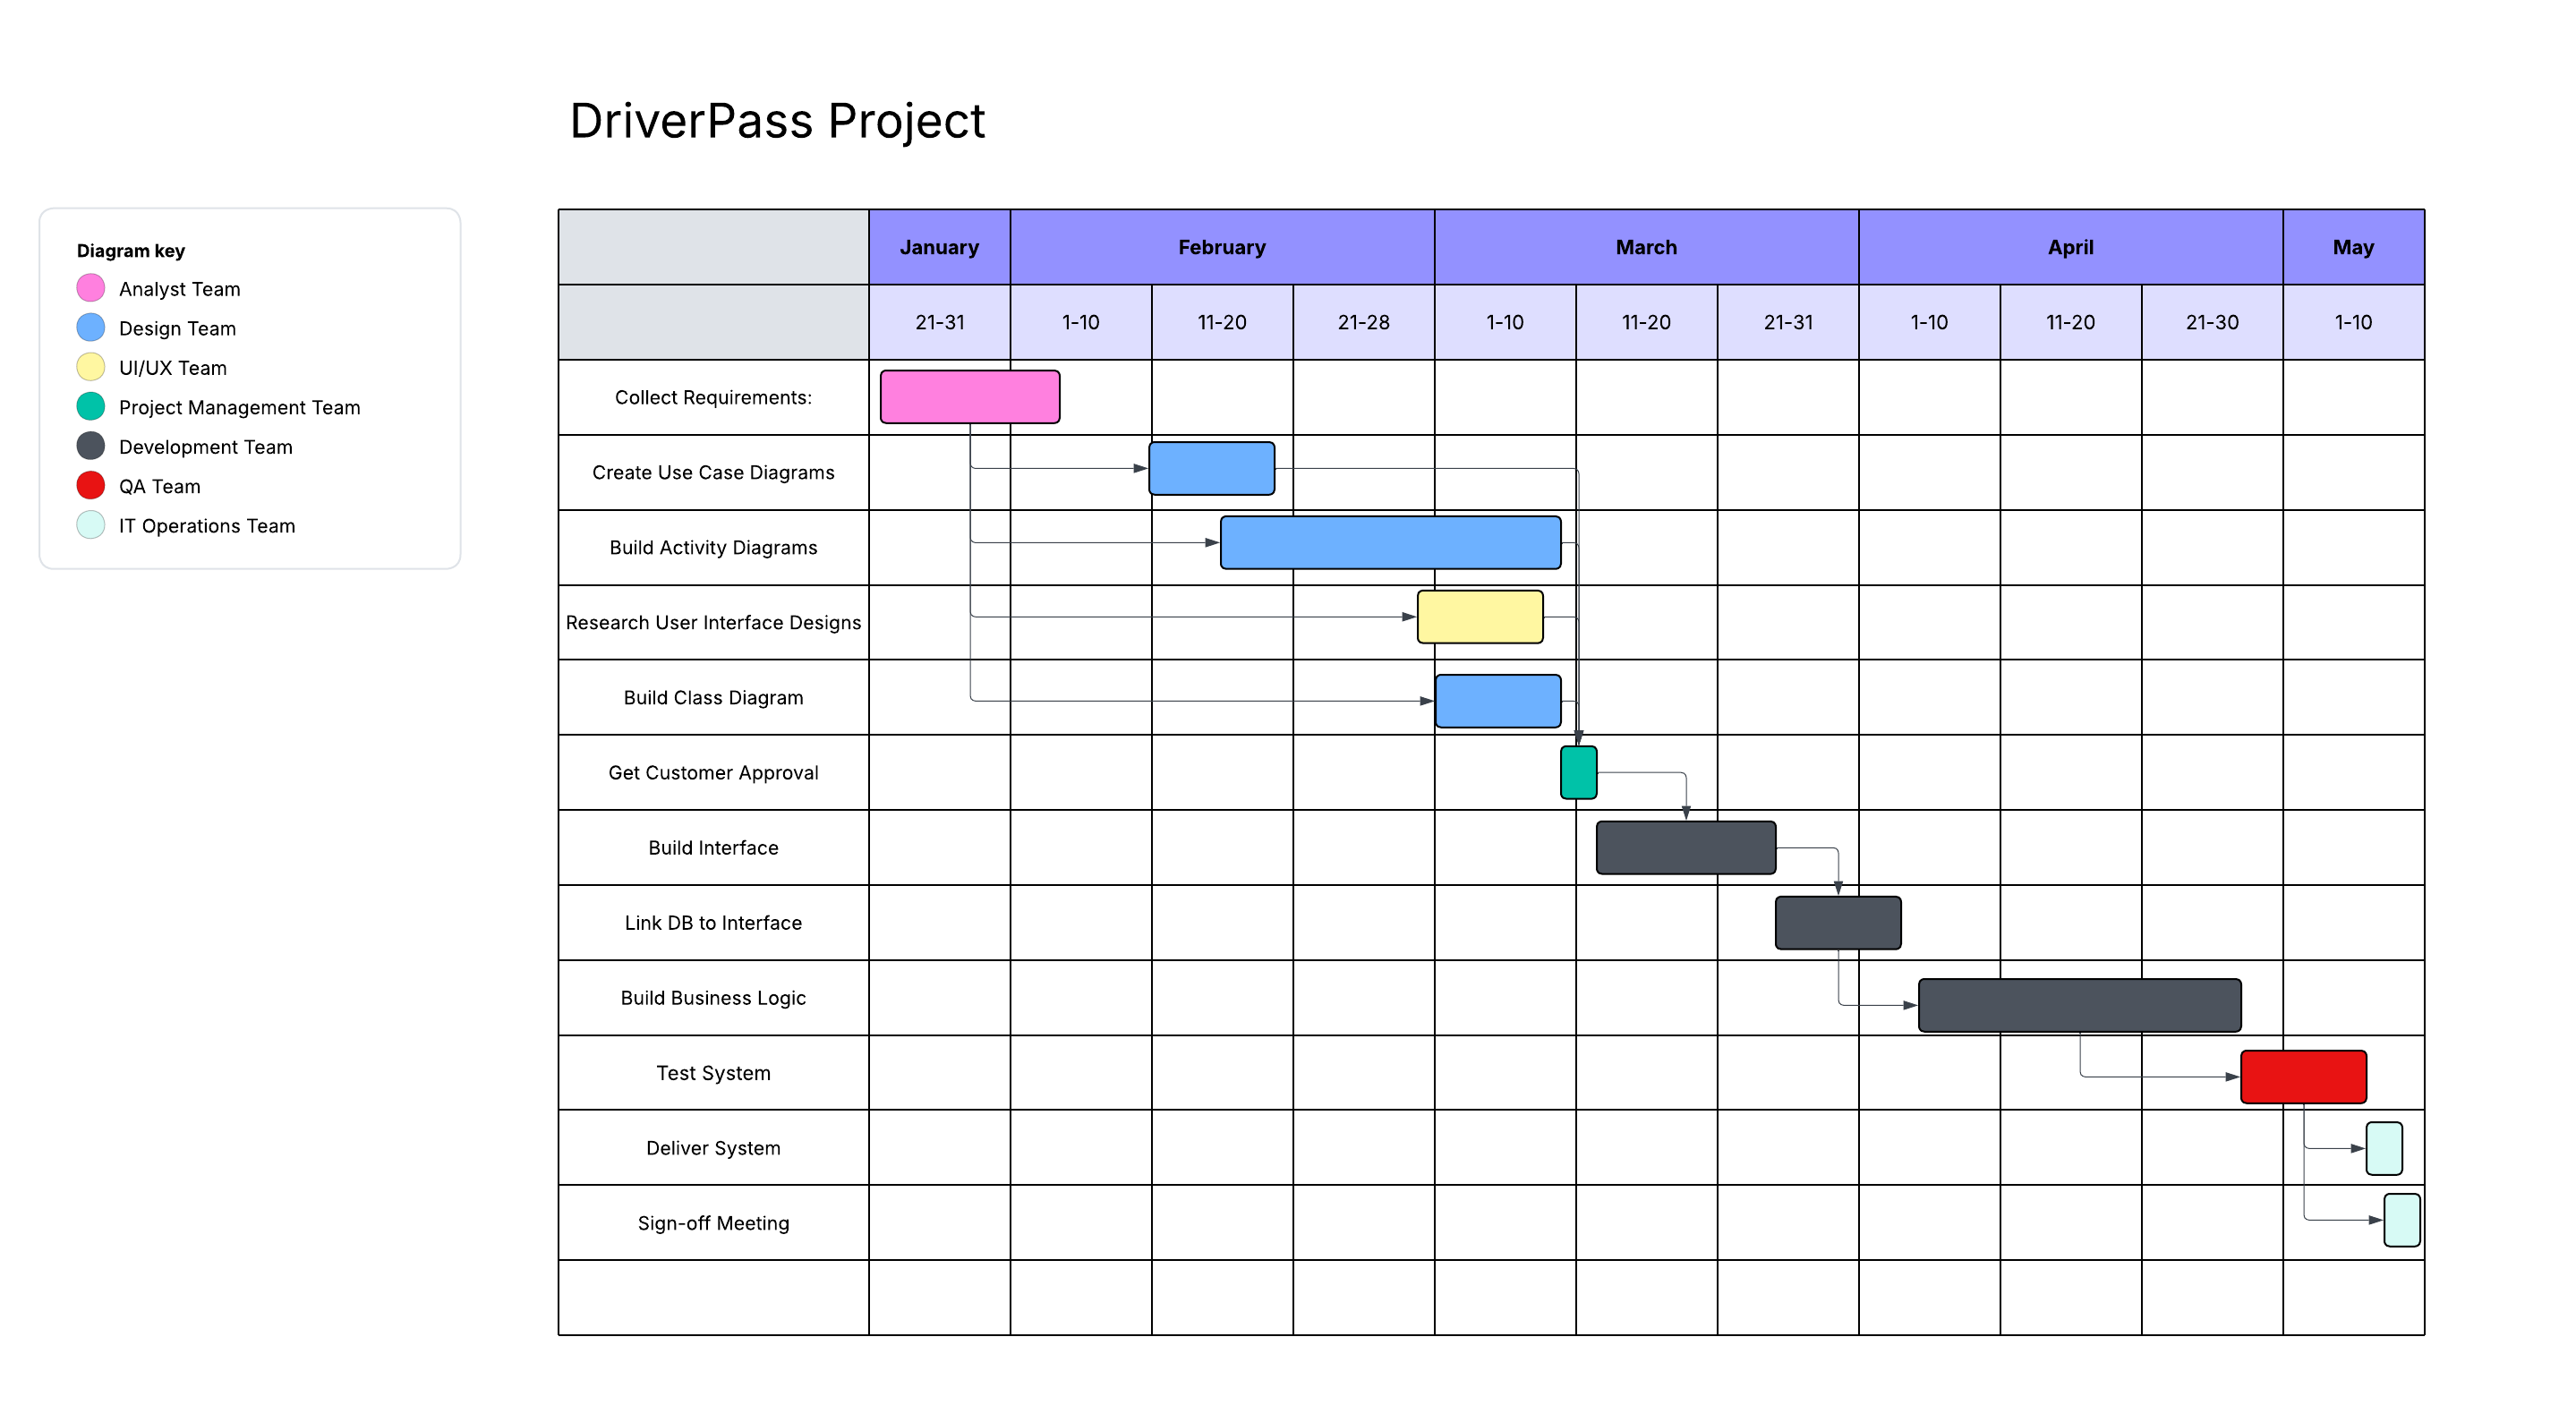 DriverPass Project
Diagram key
Analyst Team
Design Team
UI/UX Team
Project Management Team
Development Team
QA Team
IT Operations Team
January February March April May
21-31 1-10 11-20 21-28 1-10 11-20 21-31 1-10 11-20 21-30 1-10
Collect Requirements:
Create Use Case Diagrams
Build Activity Diagrams
Research User Interface Designs
Build Class Diagram
Get Customer Approval
Build Interface
Link DB to Interface
Build Business Logic
Test System
Deliver System
Sign-off Meeting